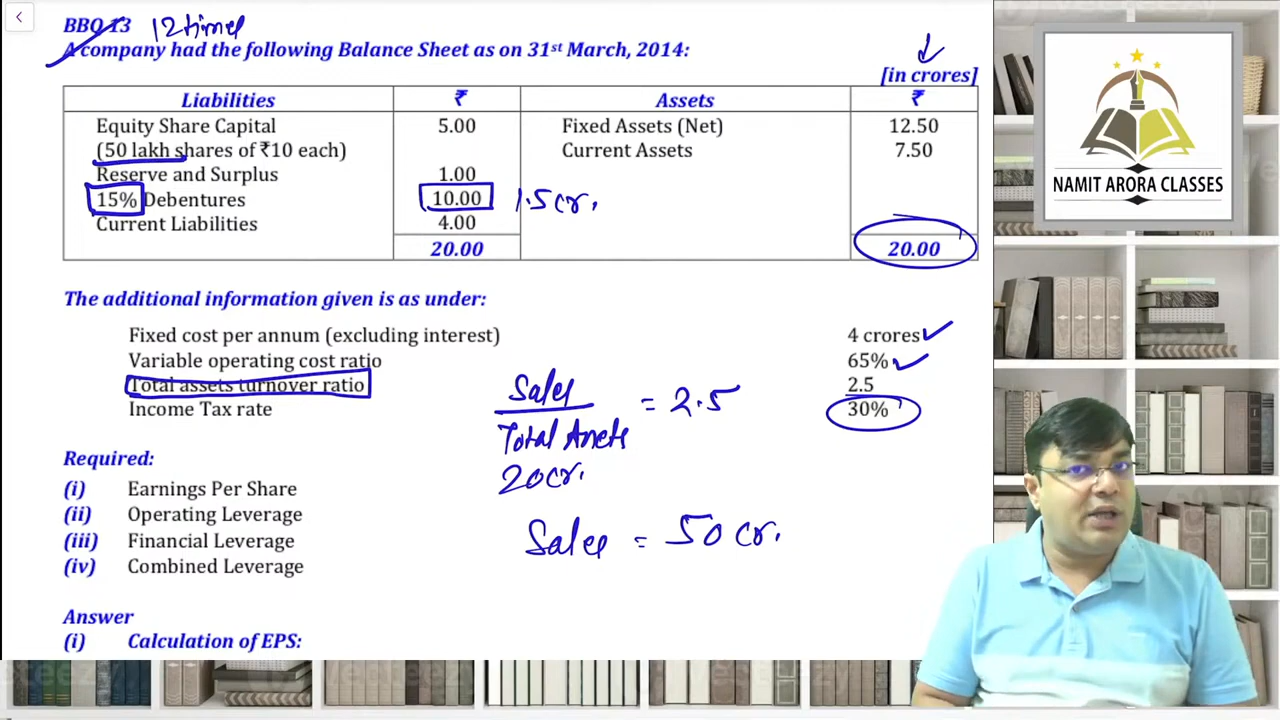 BBQ 13 12 times
A company had the following Balance Sheet as on 31st March, 2014:
[in crores]
Liabilities ₹ Assets ₹
Equity Share Capital 5.00 Fixed Assets (Net) 12.50
(50 lakh shares of ₹10 each) Current Assets 7.50
Reserve and Surplus 1.00
15% Debentures 10.00 1.5 cr.
Current Liabilities 4.00
20.00 20.00
The additional information given is as under:
Fixed cost per annum (excluding interest) 4 crores
Variable operating cost ratio 65%
Total assets turnover ratio 2.5
Income Tax rate 30%
Sales = 2.5
Total Assets
20 cr.
Sales = 50 cr.
Required:
(i) Earnings Per Share
(ii) Operating Leverage
(iii) Financial Leverage
(iv) Combined Leverage
Answer
(i) Calculation of EPS:
NAMIT ARORA CLASSES